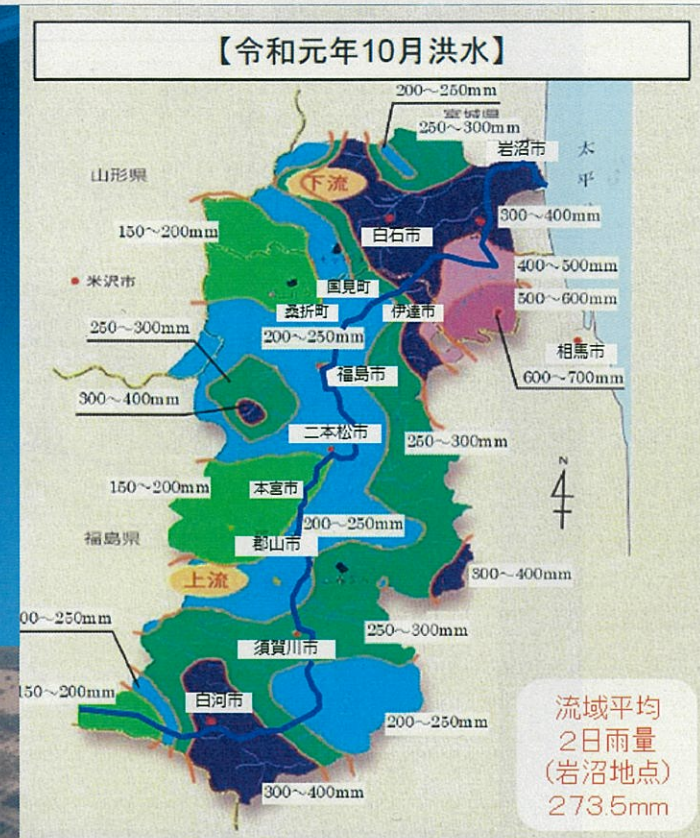 【令和元年10月洪水】
200～250mm
宮城県
250～300mm
岩沼市
太平
山形県
下流
300～400mm
150～200mm
白石市
400～500mm
米沢市
国見町
500～600mm
桑折町
伊達市
250～300mm
200～250mm
相馬市
福島市
600～700mm
300～400mm
二本松市
250～300mm
N
150～200mm
本宮市
200～250mm
福島県
郡山市
上流
300～400mm
00～250mm
250～300mm
須賀川市
150～200mm
白河市
200～250mm
流域平均
2日雨量
(岩沼地点)
273.5mm
300～400mm